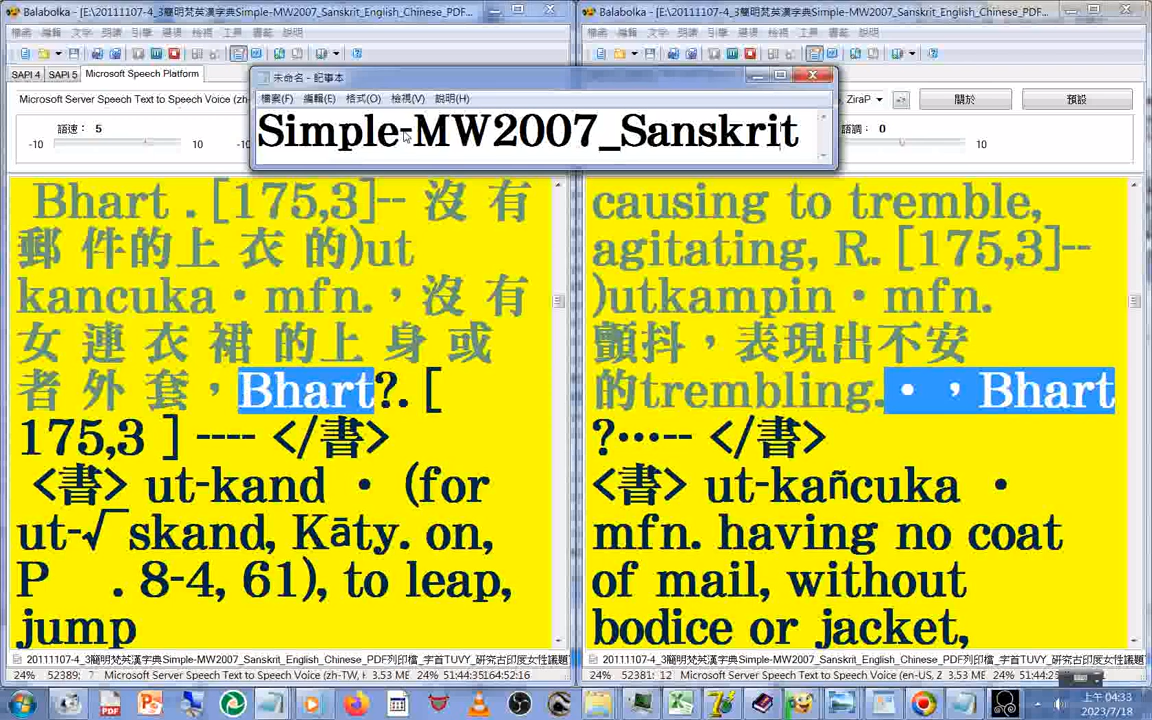 Balabolka - [E:\20111107-4_3簡明梵英漢字典Simple-MW2007_Sanskrit_English_Chinese_PDF...
Balabolka - [E:\20111107-4_3簡明梵英漢字典Simple-MW2007_Sanskrit_English_Chinese_PDF...
SAPI 4 SAPI 5 Microsoft Speech Platform
未命名 - 記事本
檔案(F) 編輯(E) 格式(O) 檢視(V) 說明(H)
Simple-MW2007_Sanskrit
Microsoft Server Speech Text to Speech Voice (zh-
, ZiraP
關於
預設
語速: 5
-10
10
-10
語調: 0
10
Bhart . [175,3]-- 沒 有
郵 件的上 衣 的)ut
kancuka·mfn.,沒 有
女 連 衣 裙 的上 身 或
者 外 套,Bhart?. [
175,3 ] ---- </書>
<書> ut-kand · (for
ut-√ skand, Kāty. on,
P . 8-4, 61), to leap,
jump
causing to tremble,
agitating, R. [175,3]--
)utkampin·mfn.
顫抖,表現出不安
的trembling.·,Bhart
?…-- </書>
<書> ut-kañcuka ·
mfn. having no coat
of mail, without
bodice or jacket,
20111107-4_3簡明梵英漢字典Simple-MW2007_Sanskrit_English_Chinese_PDF列印檔_字首TUVY_研究古印度女性議題
20111107-4_3簡明梵英漢字典Simple-MW2007_Sanskrit_English_Chinese_PDF列印檔_字首TUVY_研究古印度女性議題
24% 52389: ? Microsoft Server Speech Text to Speech Voice (zh-TW, H 3.53 MB 51:44:35164:52:16
24% 52381: 12 Microsoft Server Speech Text to Speech Voice (en-US, Z 3.53 MB
上午 04:33
2023/7/18